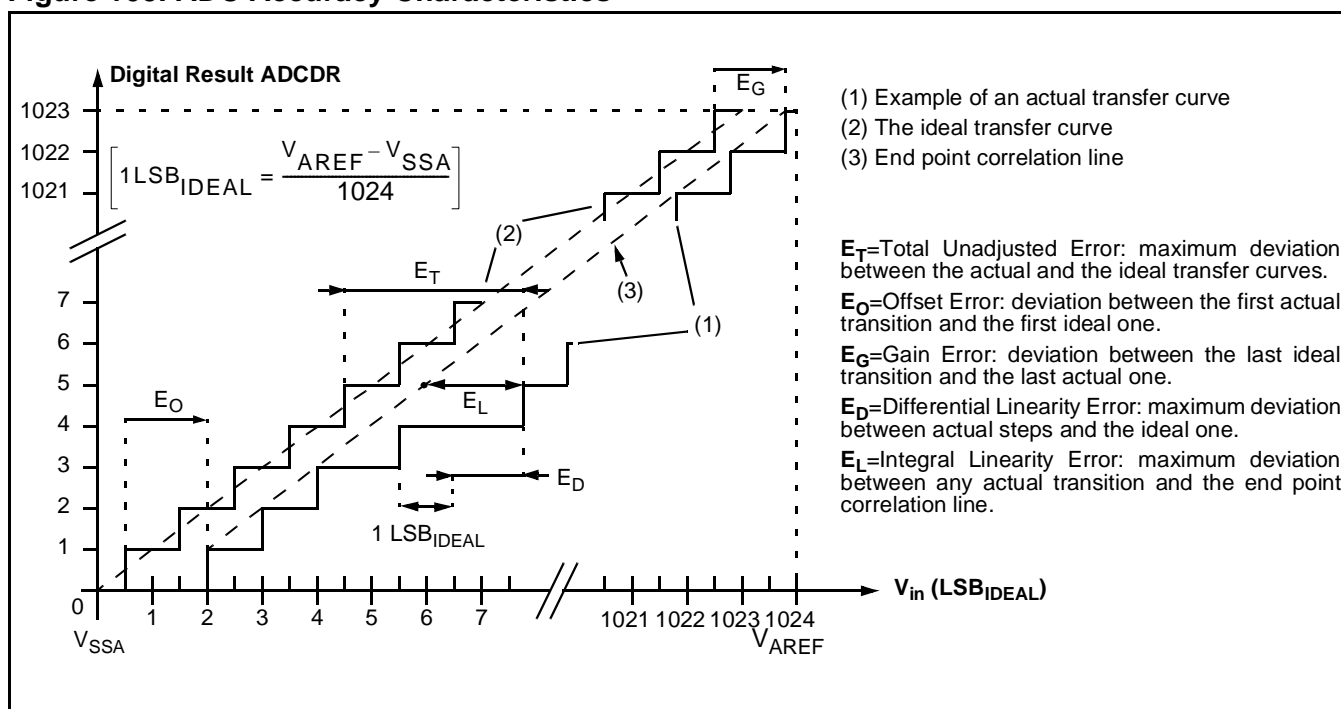 Digital Result ADCDR
1023
1022
1021
7
6
5
4
3
2
1
0
1LSB_IDEAL = (V_AREF – V_SSA) / 1024
E_G
(2)
E_T
(3)
(1)
E_O
E_L
E_D
1 LSB_IDEAL
1 2 3 4 5 6 7 1021 1022 1023 1024
V_SSA
V_AREF
V_in (LSB_IDEAL)
(1) Example of an actual transfer curve
(2) The ideal transfer curve
(3) End point correlation line
E_T=Total Unadjusted Error: maximum deviation
between the actual and the ideal transfer curves.
E_O=Offset Error: deviation between the first actual
transition and the first ideal one.
E_G=Gain Error: deviation between the last ideal
transition and the last actual one.
E_D=Differential Linearity Error: maximum deviation
between actual steps and the ideal one.
E_L=Integral Linearity Error: maximum deviation
between any actual transition and the end point
correlation line.